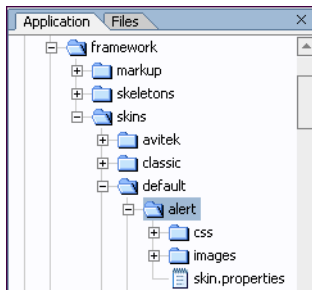 Application Files
framework
markup
skeletons
skins
avitek
classic
default
alert
css
images
skin.properties